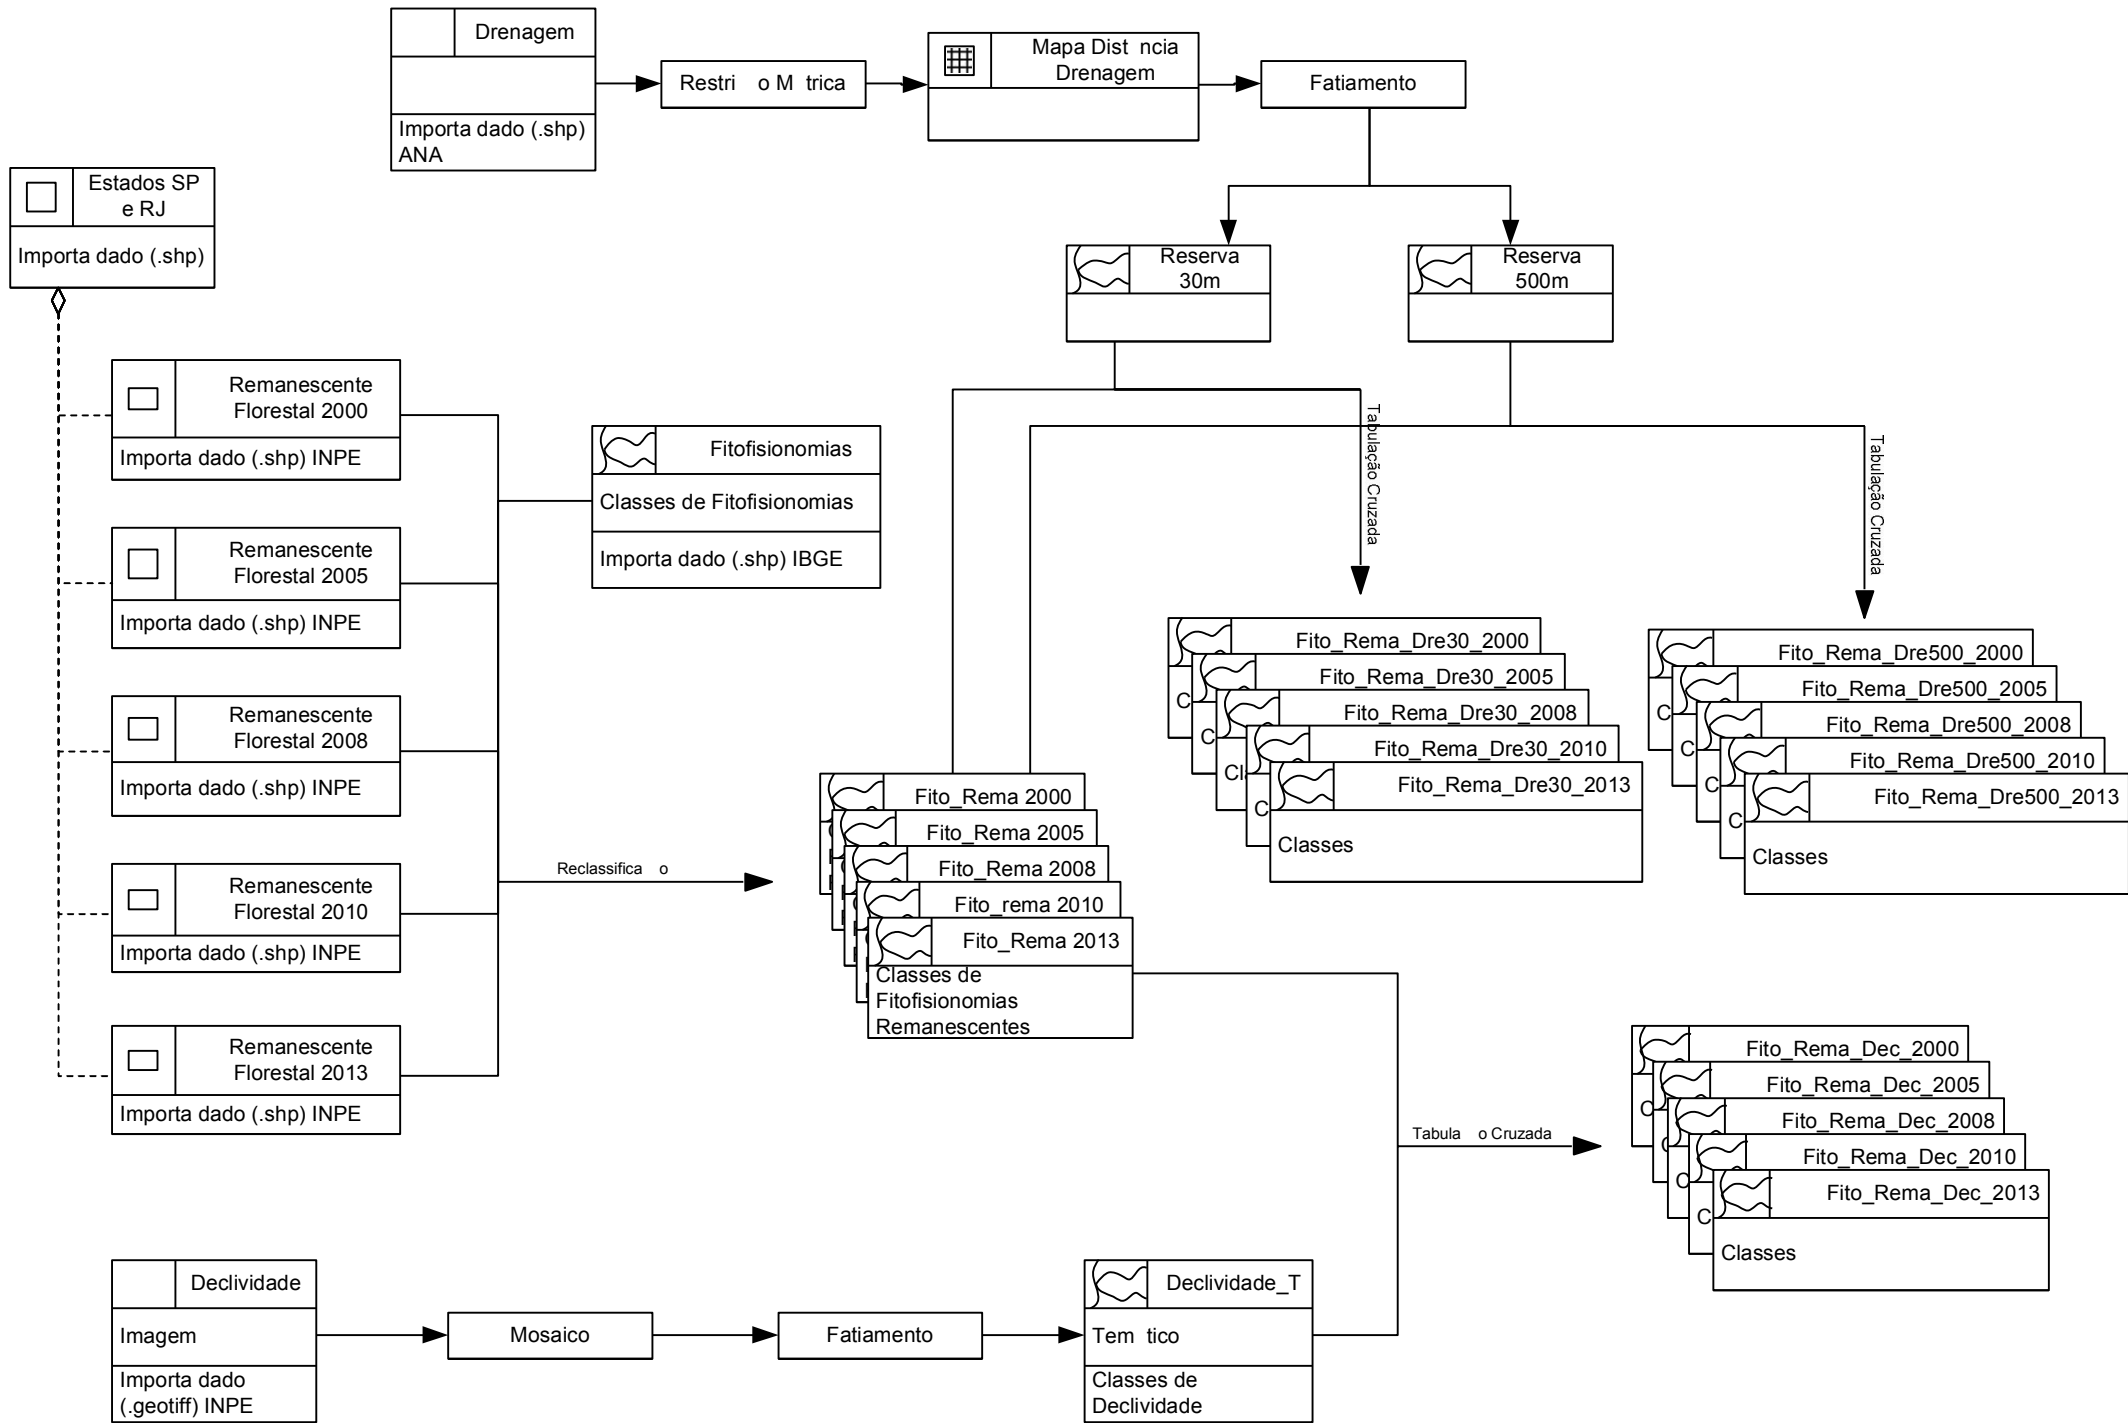 Drenagem
Importa dado (.shp)
ANA
Restri o M trica
Mapa Dist ncia
Drenagem
Fatiamento
Estados SP
e RJ
Importa dado (.shp)
Reserva
30m
Reserva
500m
Remanescente
Florestal 2000
Importa dado (.shp) INPE
Remanescente
Florestal 2005
Importa dado (.shp) INPE
Remanescente
Florestal 2008
Importa dado (.shp) INPE
Remanescente
Florestal 2010
Importa dado (.shp) INPE
Remanescente
Florestal 2013
Importa dado (.shp) INPE
Fitofisionomias
Classes de Fitofisionomias
Importa dado (.shp) IBGE
Tabulação Cruzada
Tabulação Cruzada
Fito_Rema_Dre30_2000
C
Fito_Rema_Dre30_2005
C
Fito_Rema_Dre30_2008
Cl
Fito_Rema_Dre30_2010
C
Fito_Rema_Dre30_2013
Classes
Fito_Rema_Dre500_2000
C
Fito_Rema_Dre500_2005
C
Fito_Rema_Dre500_2008
C
Fito_Rema_Dre500_2010
C
Fito_Rema_Dre500_2013
Classes
Reclassifica o
Fito_Rema 2000
Fito_Rema 2005
Fito_Rema 2008
Fito_rema 2010
Fito_Rema 2013
Classes de
Fitofisionomias
Remanescentes
Tabula o Cruzada
Fito_Rema_Dec_2000
C
Fito_Rema_Dec_2005
Fito_Rema_Dec_2008
C
Fito_Rema_Dec_2010
C
Fito_Rema_Dec_2013
Classes
Declividade
Imagem
Importa dado
(.geotiff) INPE
Mosaico
Fatiamento
Declividade_T
Tem tico
Classes de
Declividade